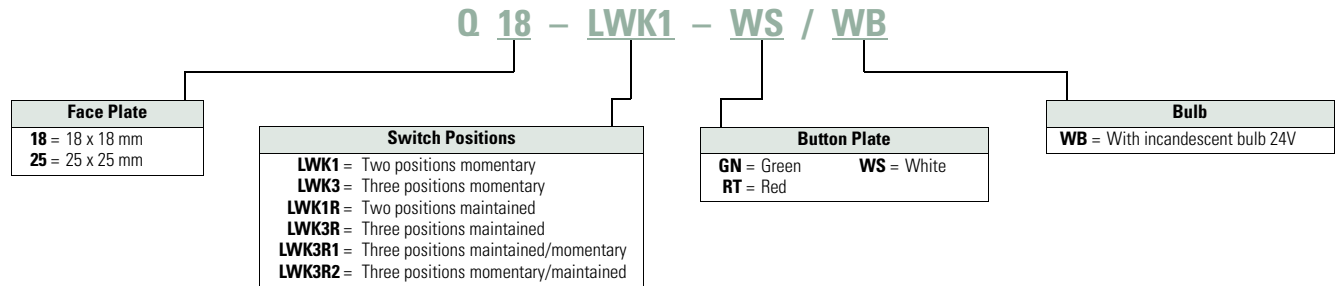 Q 18 – LWK1 – WS / WB
Face Plate
18 = 18 x 18 mm
25 = 25 x 25 mm
Switch Positions
LWK1 = Two positions momentary
LWK3 = Three positions momentary
LWK1R = Two positions maintained
LWK3R = Three positions maintained
LWK3R1 = Three positions maintained/momentary
LWK3R2 = Three positions momentary/maintained
Button Plate
GN = Green WS = White
RT = Red
Bulb
WB = With incandescent bulb 24V